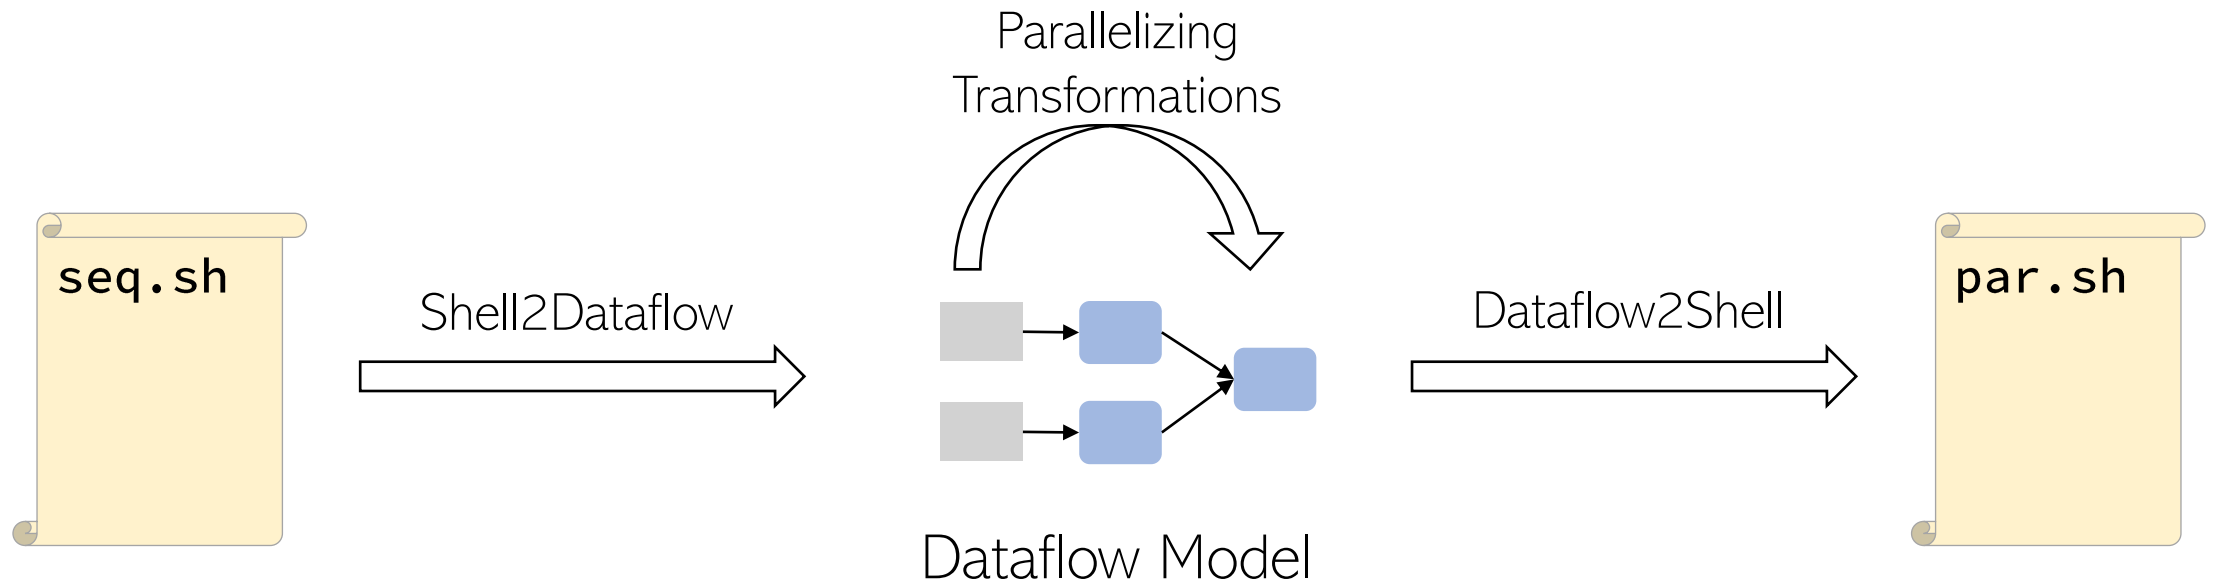 Parallelizing
Transformations
seq.sh
Shell2Dataflow
Dataflow2Shell
par.sh
Dataflow Model